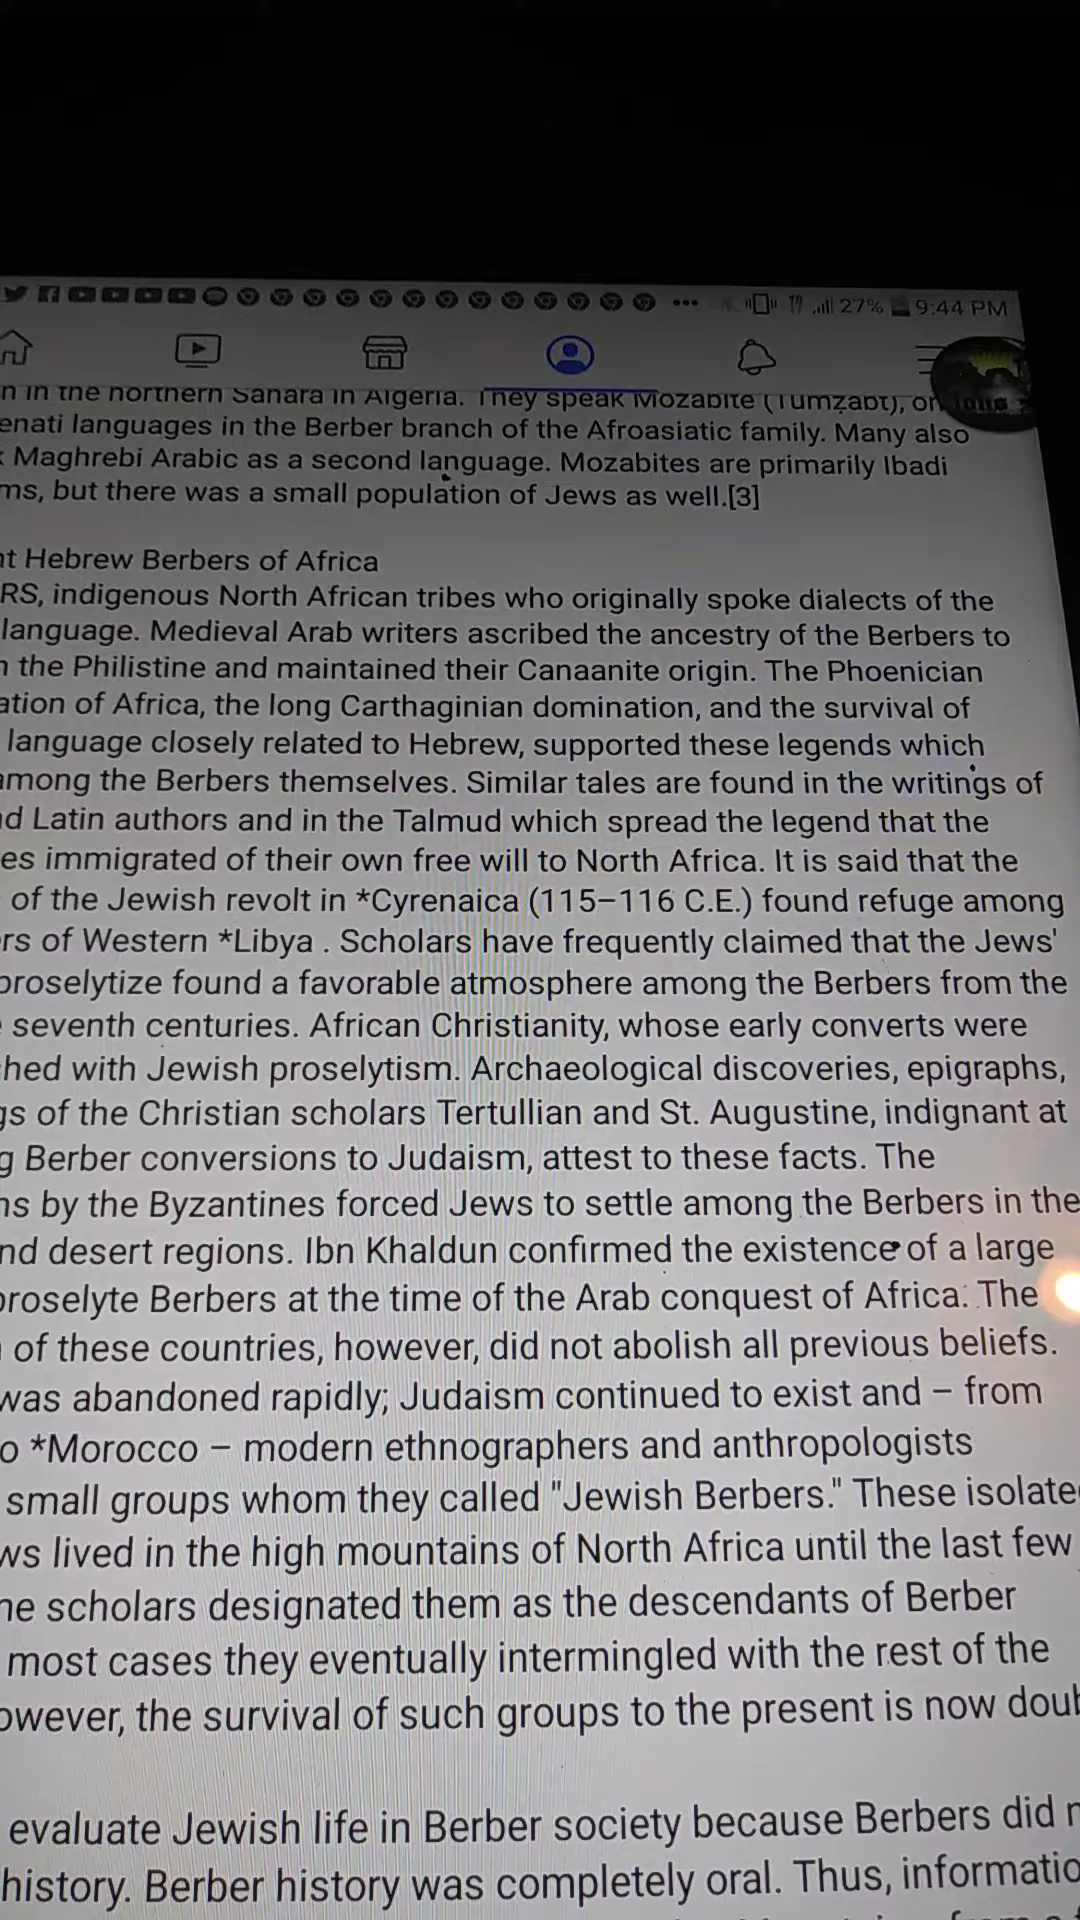 27% 9:44 PM
in the northern Sahara in Algeria. They speak Mozabite (Tumẓabt),
languages in the Berber branch of the Afroasiatic family. Many also
Maghrebi Arabic as a second language. Mozabites are primarily Ibadi
ms, but there was a small population of Jews as well.[3]
nt Hebrew Berbers of Africa
RS, indigenous North African tribes who originally spoke dialects of the
language. Medieval Arab writers ascribed the ancestry of the Berbers to
the Philistine and maintained their Canaanite origin. The Phoenician
ation of Africa, the long Carthaginian domination, and the survival of
language closely related to Hebrew, supported these legends which
among the Berbers themselves. Similar tales are found in the writings of
d Latin authors and in the Talmud which spread the legend that the
es immigrated of their own free will to North Africa. It is said that the
of the Jewish revolt in *Cyrenaica (115–116 C.E.) found refuge among
rs of Western *Libya . Scholars have frequently claimed that the Jews'
proselytize found a favorable atmosphere among the Berbers from the
seventh centuries. African Christianity, whose early converts were
hed with Jewish proselytism. Archaeological discoveries, epigraphs,
gs of the Christian scholars Tertullian and St. Augustine, indignant at
g Berber conversions to Judaism, attest to these facts. The
ns by the Byzantines forced Jews to settle among the Berbers in the
nd desert regions. Ibn Khaldun confirmed the existence of a large
proselyte Berbers at the time of the Arab conquest of Africa. The
of these countries, however, did not abolish all previous beliefs.
was abandoned rapidly; Judaism continued to exist and – from
o *Morocco – modern ethnographers and anthropologists
small groups whom they called "Jewish Berbers." These isolate
ws lived in the high mountains of North Africa until the last few
me scholars designated them as the descendants of Berber
most cases they eventually intermingled with the rest of the
owever, the survival of such groups to the present is now doub
evaluate Jewish life in Berber society because Berbers did
history. Berber history was completely oral. Thus, informatio